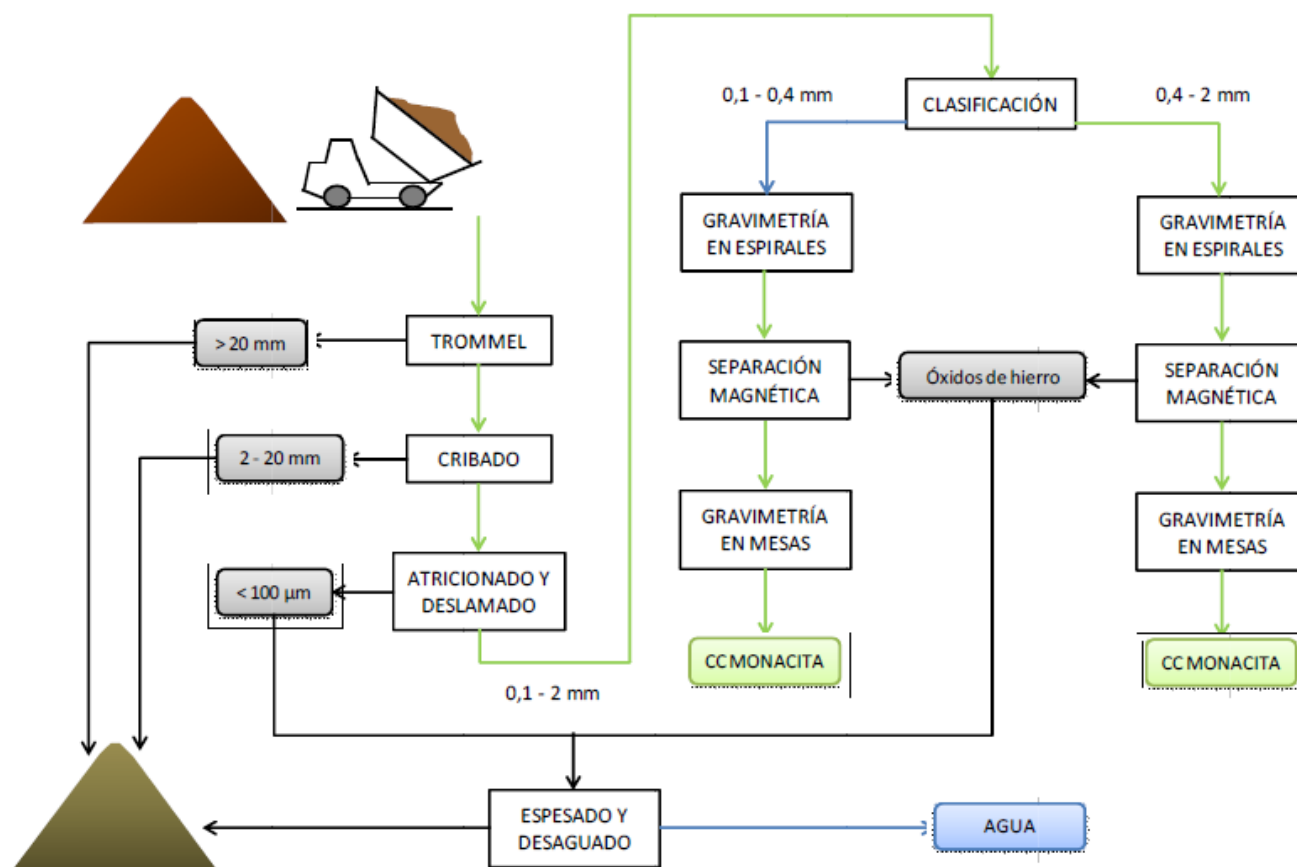 0,1 - 0,4 mm
CLASIFICACIÓN
0,4 - 2 mm
GRAVIMETRÍA
EN ESPIRALES
GRAVIMETRÍA
EN ESPIRALES
> 20 mm
TROMMEL
SEPARACIÓN
MAGNÉTICA
Óxidos de hierro
SEPARACIÓN
MAGNÉTICA
2 - 20 mm
CRIBADO
GRAVIMETRÍA
EN MESAS
GRAVIMETRÍA
EN MESAS
< 100 µm
ATRICIONADO Y
DESLAMADO
CC MONACITA
CC MONACITA
0,1 - 2 mm
ESPESADO Y
DESAGUADO
AGUA